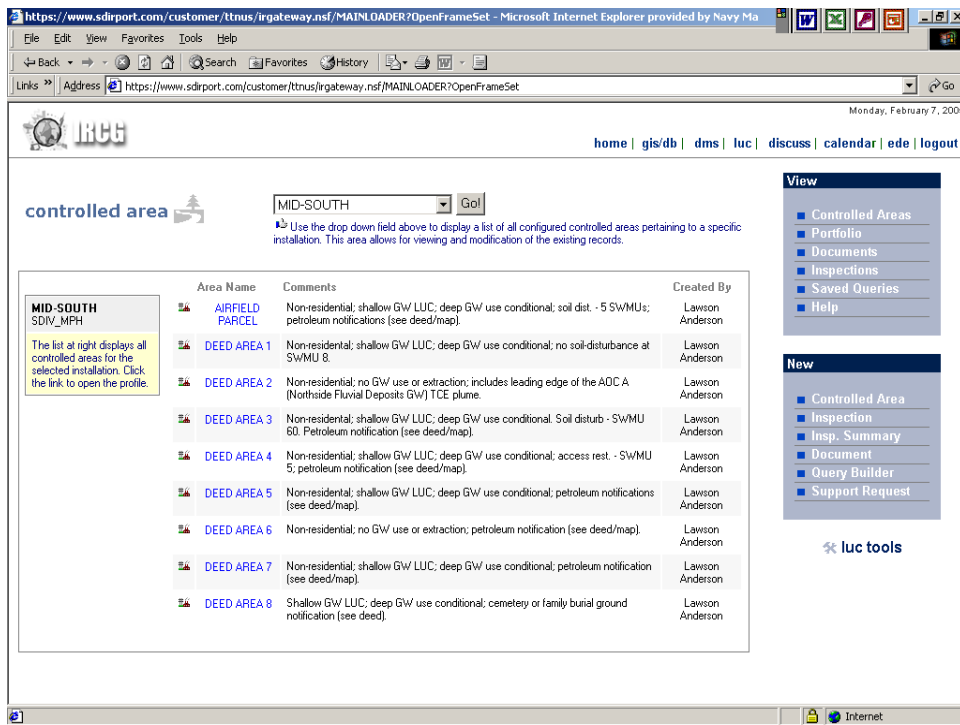 https://www.sdirport.com/customer/ttnus/irgateway.nsf/MAINLOADER?OpenFrameSet - Microsoft Internet Explorer provided by Navy Ma
File Edit View Favorites Tools Help
Back Search Favorites History
Links » Address https://www.sdirport.com/customer/ttnus/irgateway.nsf/MAINLOADER?OpenFrameSet Go
Monday, February 7, 200
IRCG
home | gis/db | dms | luc | discuss | calendar | ede | logout
controlled area
MID-SOUTH Go!
Use the drop down field above to display a list of all configured controlled areas pertaining to a specific
installation. This area allows for viewing and modification of the existing records.
MID-SOUTH
SDIV_MPH
The list at right displays all
controlled areas for the
selected installation. Click
the link to open the profile.
Area Name Comments Created By
AIRFIELD Non-residential; shallow GW LUC; deep GW use conditional; soil dist. - 5 SWMUs; Lawson
PARCEL petroleum notifications (see deed/map). Anderson
DEED AREA 1 Non-residential; shallow GW LUC; deep GW use conditional; no soil-disturbance at Lawson
SWMU 8. Anderson
DEED AREA 2 Non-residential; no GW use or extraction; includes leading edge of the AOC A Lawson
(Northside Fluvial Deposits GW) TCE plume. Anderson
DEED AREA 3 Non-residential; shallow GW LUC; deep GW use conditional. Soil disturb - SWMU Lawson
60. Petroleum notification (see deed/map). Anderson
DEED AREA 4 Non-residential; shallow GW LUC; deep GW use conditional; access rest. - SWMU Lawson
5; petroleum notification (see deed/map). Anderson
DEED AREA 5 Non-residental; shallow GW LUC; deep GW use conditional; petroleum notifications Lawson
(see deed/map). Anderson
DEED AREA 6 Non-residential; no GW use or extraction; petroleum notification (see deed/map). Lawson
Anderson
DEED AREA 7 Non-residential; shallow GW LUC; deep GW use conditional; petroleum notification Lawson
(see deed/map). Anderson
DEED AREA 8 Shallow GW LUC; deep GW use conditional; cemetery or family burial ground Lawson
notification (see deed). Anderson
View
Controlled Areas
Portfolio
Documents
Inspections
Saved Queries
Help
New
Controlled Area
Inspection
Insp. Summary
Document
Query Builder
Support Request
luc tools
Internet